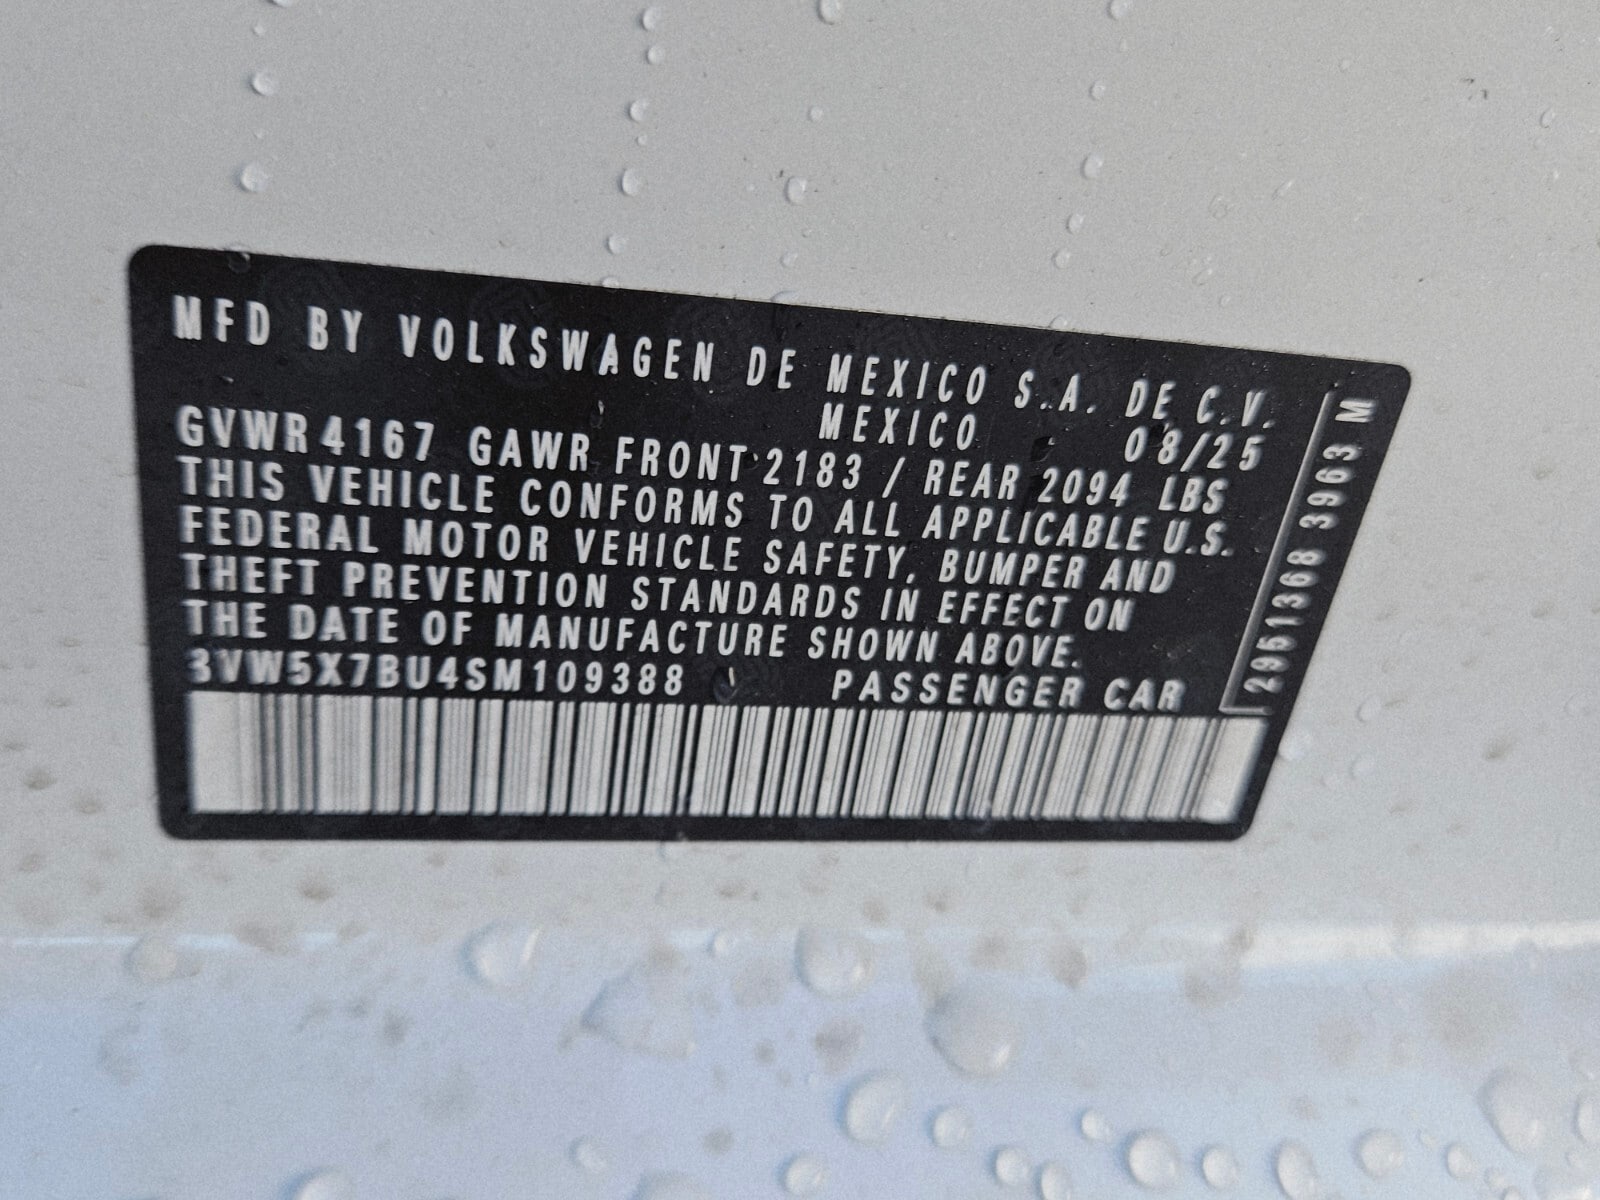 MFD BY VOLKSWAGEN DE MEXICO S.A. DE C.V.
MEXICO 08/25
GVWR 4167 GAWR FRONT 2183 / REAR 2094 LBS
THIS VEHICLE CONFORMS TO ALL APPLICABLE U.S.
FEDERAL MOTOR VEHICLE SAFETY, BUMPER AND
THEFT PREVENTION STANDARDS IN EFFECT ON
THE DATE OF MANUFACTURE SHOWN ABOVE.
3VW5X7BU4SM109388 PASSENGER CAR
2951368 3963 M